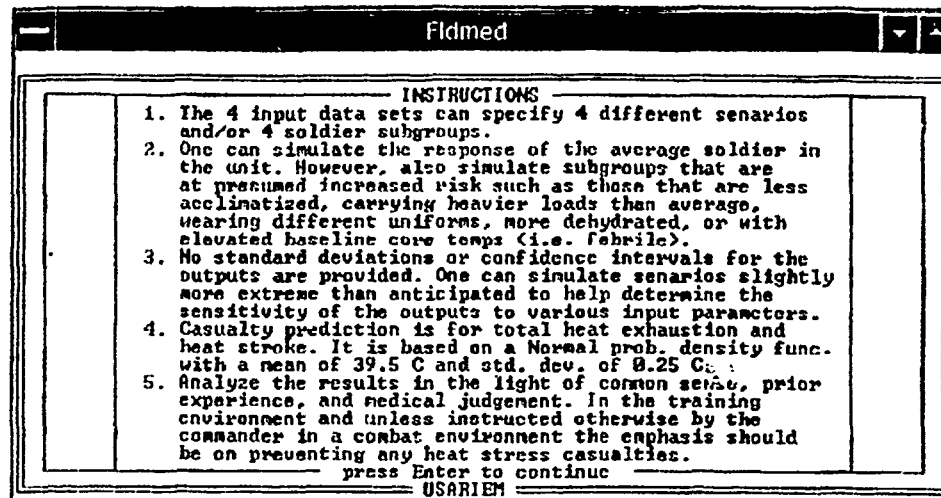 Fldmed
INSTRUCTIONS
1. The 4 input data sets can specify 4 different senarios
and/or 4 soldier subgroups.
2. One can simulate the response of the average soldier in
the unit. However, also simulate subgroups that are
at presumed increased risk such as those that are less
acclimatized, carrying heavier loads than average,
wearing different uniforms, more dehydrated, or with
elevated baseline core temps (i.e. febrile).
3. No standard deviations or confidence intervals for the
outputs are provided. One can simulate senarios slightly
more extreme than anticipated to help determine the
sensitivity of the outputs to various input parameters.
4. Casualty prediction is for total heat exhaustion and
heat stroke. It is based on a Normal prob. density func.
with a mean of 39.5 C and std. dev. of 0.25 C.
5. Analyze the results in the light of common sense, prior
experience, and medical judgement. In the training
environment and unless instructed otherwise by the
commander in a combat environment the emphasis should
be on preventing any heat stress casualties.
press Enter to continue
USARIEM